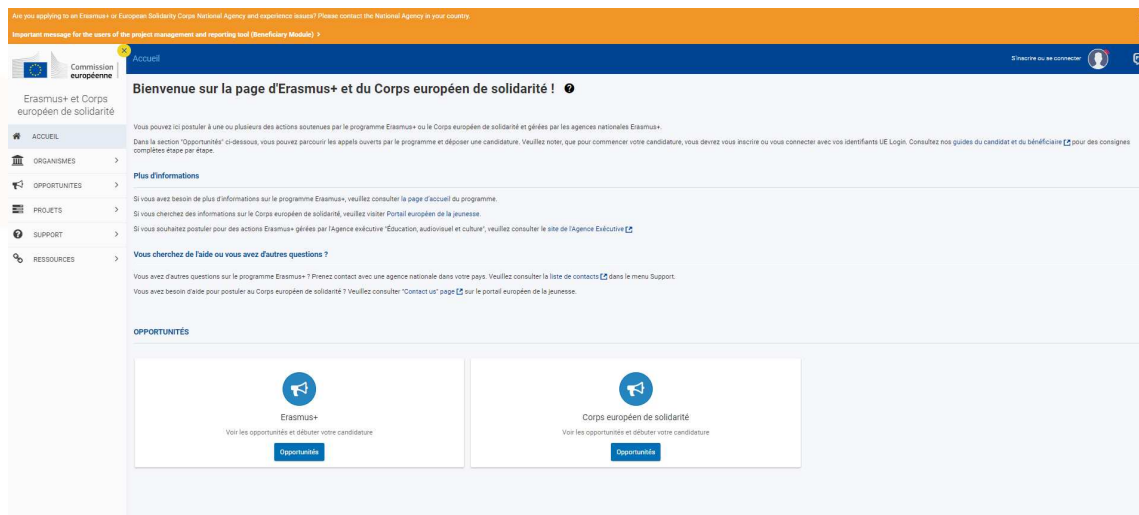 Are you applying to an Erasmus+ or European Solidarity Corps National Agency and experience issues? Please contact the National Agency in your country.
Important message for the users of the project management and reporting tool (Beneficiary Module) >
Commission
européenne
Accueil
S'inscrire ou se connecter
Erasmus+ et Corps
européen de solidarité
ACCUEIL
ORGANISMES
OPPORTUNITES
PROJETS
SUPPORT
RESSOURCES
Bienvenue sur la page d'Erasmus+ et du Corps européen de solidarité !
Vous pouvez ici postuler à une ou plusieurs des actions soutenues par le programme Erasmus+ ou le Corps européen de solidarité et gérées par les agences nationales Erasmus+.
Dans la section "Opportunités" ci-dessous, vous pouvez parcourir les appels ouverts par le programme et déposer une candidature. Veuillez noter, que pour commencer votre candidature, vous devrez vous inscrire ou vous connecter avec vos identifiants UE Login. Consultez nos guides du candidat et du bénéficiaire pour des consignes
complètes étape par étape.
Plus d'informations
Si vous avez besoin de plus d'informations sur le programme Erasmus+, veuillez consulter la page d'accueil du programme.
Si vous cherchez des informations sur le Corps européen de solidarité, veuillez visiter Portail européen de la jeunesse.
Si vous souhaitez postuler pour des actions Erasmus+ gérées par l'Agence exécutive "Éducation, audiovisuel et culture", veuillez consulter le site de l'Agence Exécutive
Vous cherchez de l'aide ou vous avez d'autres questions ?
Vous avez d'autres questions sur le programme Erasmus+ ? Prenez contact avec une agence nationale dans votre pays. Veuillez consulter la liste de contacts dans le menu Support.
Vous avez besoin d'aide pour postuler au Corps européen de solidarité ? Veuillez consulter "Contact us" page sur le portail européen de la jeunesse.
OPPORTUNITÉS
Erasmus+
Voir les opportunités et débuter votre candidature
Opportunités
Corps européen de solidarité
Voir les opportunités et débuter votre candidature
Opportunités